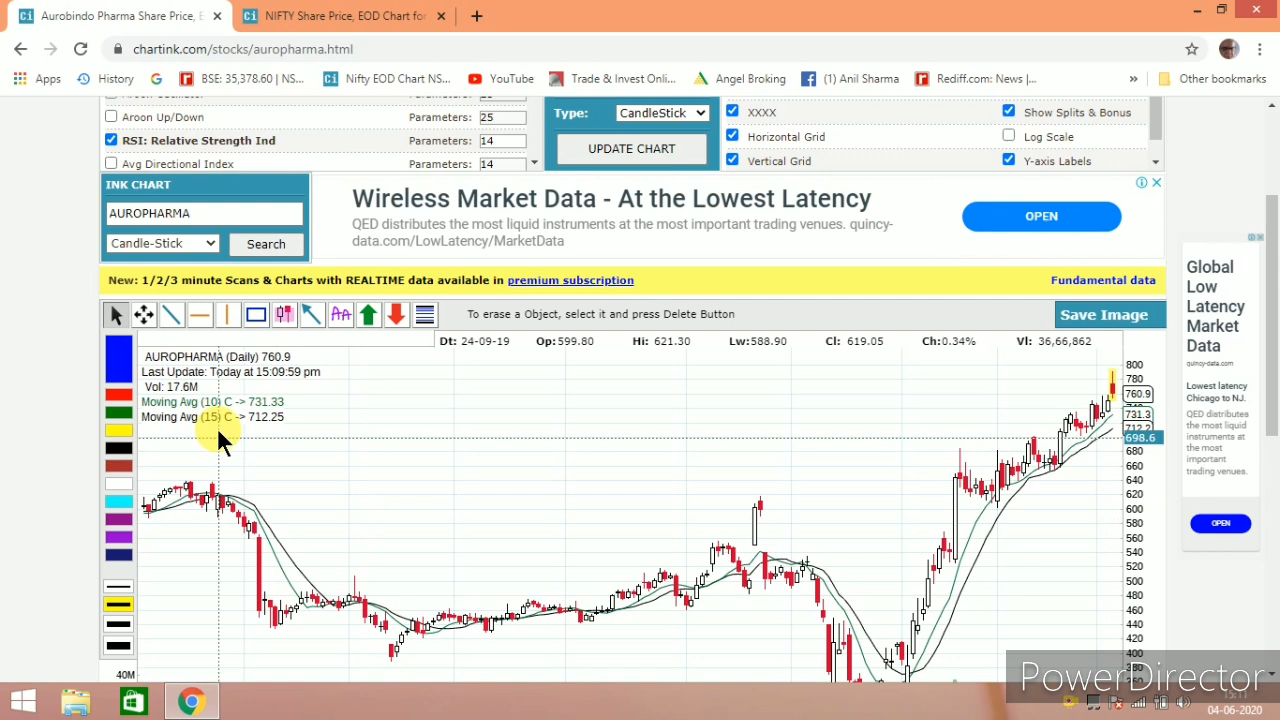 Aurobindo Pharma Share Price, E
NIFTY Share Price, EOD Chart for
chartink.com/stocks/auropharma.html
Apps
History
BSE: 35,378.60 | NS...
Nifty EOD Chart NS...
YouTube
Trade & Invest Onli...
Angel Broking
(1) Anil Sharma
Rediff.com: News |...
Other bookmarks
Aroon Up/Down
Parameters:
25
RSI: Relative Strength Ind
Parameters:
14
Avg Directional Index
Parameters:
14
Type:
CandleStick
UPDATE CHART
XXXX
Show Splits & Bonus
Horizontal Grid
Log Scale
Vertical Grid
Y-axis Labels
INK CHART
AUROPHARMA
Candle-Stick
Search
Wireless Market Data - At the Lowest Latency
QED distributes the most liquid instruments at the most important trading venues. quincy-
data.com/LowLatency/MarketData
OPEN
New: 1/2/3 minute Scans & Charts with REALTIME data available in premium subscription
Fundamental data
To erase a Object, select it and press Delete Button
Save Image
Dt: 24-09-19
Op:599.80
Hi: 621.30
Lw:588.90
Cl: 619.05
Ch:0.34%
Vl: 36,66,862
AUROPHARMA (Daily) 760.9
Last Update: Today at 15:09:59 pm
Vol: 17.6M
Moving Avg (10) C -> 731.33
Moving Avg (15) C -> 712.25
800
780
760.9
731.3
712.2
698.6
680
660
640
620
600
580
560
540
520
500
480
460
440
420
400
40M
Global
Low
Latency
Market
Data
quincy-data.com
Lowest latency
Chicago to NJ.
QED
distributes
the most
liquid
instruments
at the most
important
trading
venues.
OPEN
PowerDirector
15:11
04-06-2020